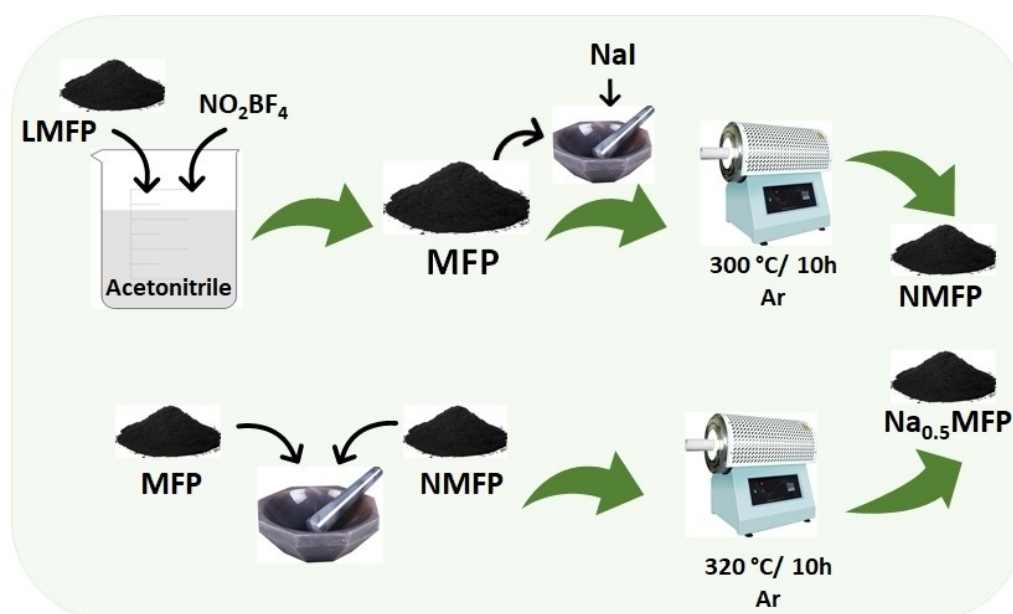 LMFP
NO₂BF₄
Acetonitrile
MFP
NaI
300 °C/ 10h
Ar
NMFP
MFP
NMFP
320 °C/ 10h
Ar
Na₀.₅MFP